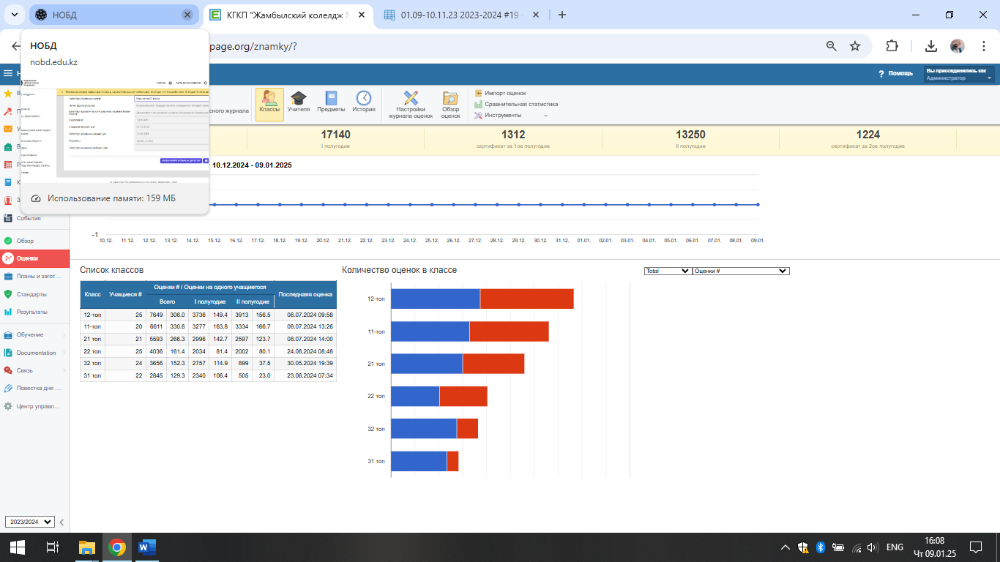 НОБД
КГКП "Жамбылский коледж
01.09-10.11.23 2023-2024 #19
НОБД
nobd.edu.kz
page.org/znamky/?
Использование памяти: 159 МБ
? Помощь
Вы присоединились как
Администратор
сного журнала
Классы
Учителя
Предметы
История
Настройки
журнала оценок
Обзор
оценок
Импорт оценок
Сравнительная статистика
Инструменты
17140
I полугодие
1312
сертификат за 1ое полугодие
13250
II полугодие
1224
сертификат за 2ое полугодие
10.12.2024 - 09.01.2025
-1
10.12. 11.12. 12.12. 13.12. 14.12. 15.12. 16.12. 17.12. 18.12. 19.12. 20.12. 21.12. 22.12. 23.12. 24.12. 25.12. 26.12. 27.12. 28.12. 29.12. 30.12. 31.12. 01.01. 02.01. 03.01. 04.01. 05.01. 06.01. 07.01. 08.01. 09.01.
События
Обзор
Оценки
Планы и загот...
Стандарты
Результаты
Обучение
Documentation
Связь
Повестка дня ...
Центр управл...
2023/2024
Список классов
Класс Учащиеся # Оценки # / Оценки на одного учащиегося Последняая оценка
Всего I полугодие II полугодие
12-топ 25 7649 306.0 3736 149.4 3913 156.5 06.07.2024 09:58
11-топ 20 6611 330.6 3277 163.8 3334 166.7 08.07.2024 13:26
21 топ 21 5593 266.3 2996 142.7 2597 123.7 08.07.2024 14:00
22 топ 25 4036 161.4 2034 81.4 2002 80.1 24.06.2024 08:48
32 топ 24 3656 152.3 2757 114.9 899 37.5 30.05.2024 19:39
31 топ 22 2845 129.3 2340 106.4 505 23.0 23.06.2024 07:34
Количество оценок в классе
Total
Оценки #
12-топ
11-топ
21 топ
22 топ
32 топ
31 топ
ENG
16:08
Чт 09.01.25